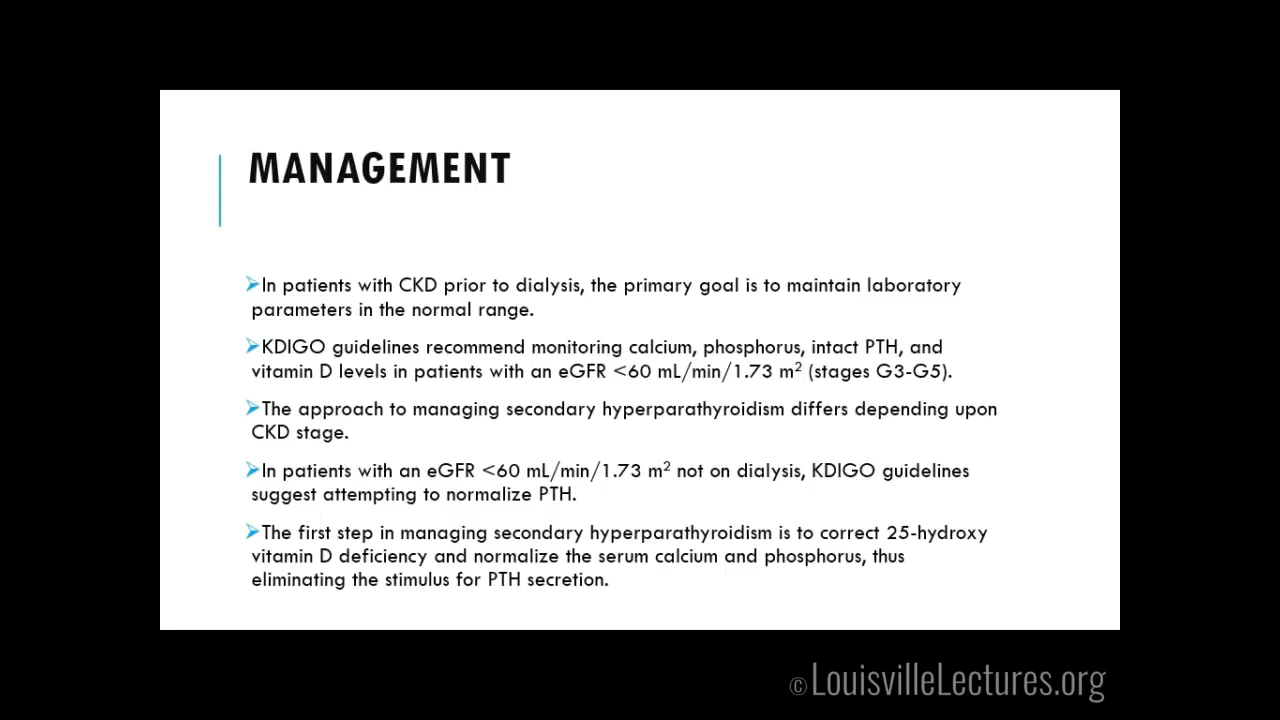 MANAGEMENT
➢In patients with CKD prior to dialysis, the primary goal is to maintain laboratory
parameters in the normal range.
➢KDIGO guidelines recommend monitoring calcium, phosphorus, intact PTH, and
vitamin D levels in patients with an eGFR <60 mL/min/1.73 m² (stages G3-G5).
➢The approach to managing secondary hyperparathyroidism differs depending upon
CKD stage.
➢In patients with an eGFR <60 mL/min/1.73 m² not on dialysis, KDIGO guidelines
suggest attempting to normalize PTH.
➢The first step in managing secondary hyperparathyroidism is to correct 25-hydroxy
vitamin D deficiency and normalize the serum calcium and phosphorus, thus
eliminating the stimulus for PTH secretion.
© LouisvilleLectures.org